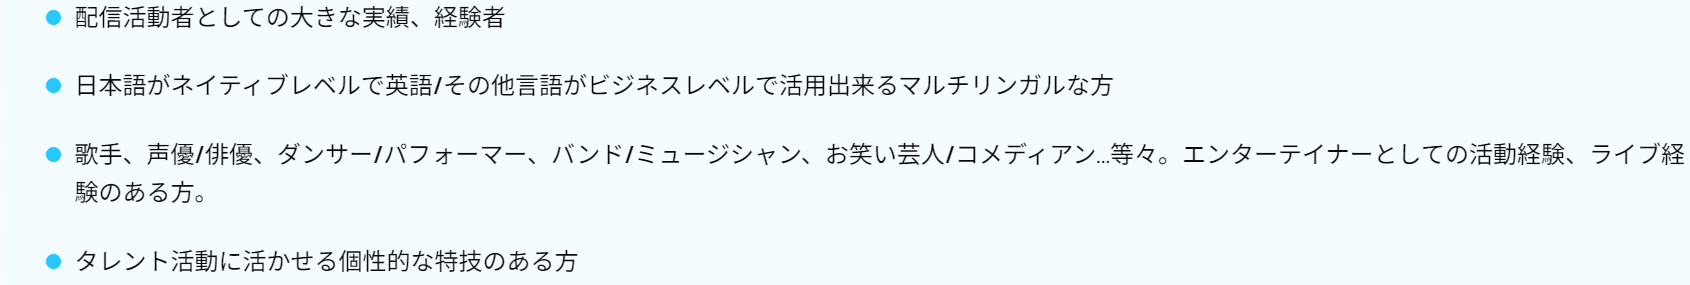 配信活動者としての大きな実績、経験者
日本語がネイティブレベルで英語/その他言語がビジネスレベルで活用出来るマルチリンガルな方
歌手、声優/俳優、ダンサー/パフォーマー、バンド/ミュージシャン、お笑い芸人/コメディアン…等々。エンターテイナーとしての活動経験、ライブ経
験のある方。
タレント活動に活かせる個性的な特技のある方